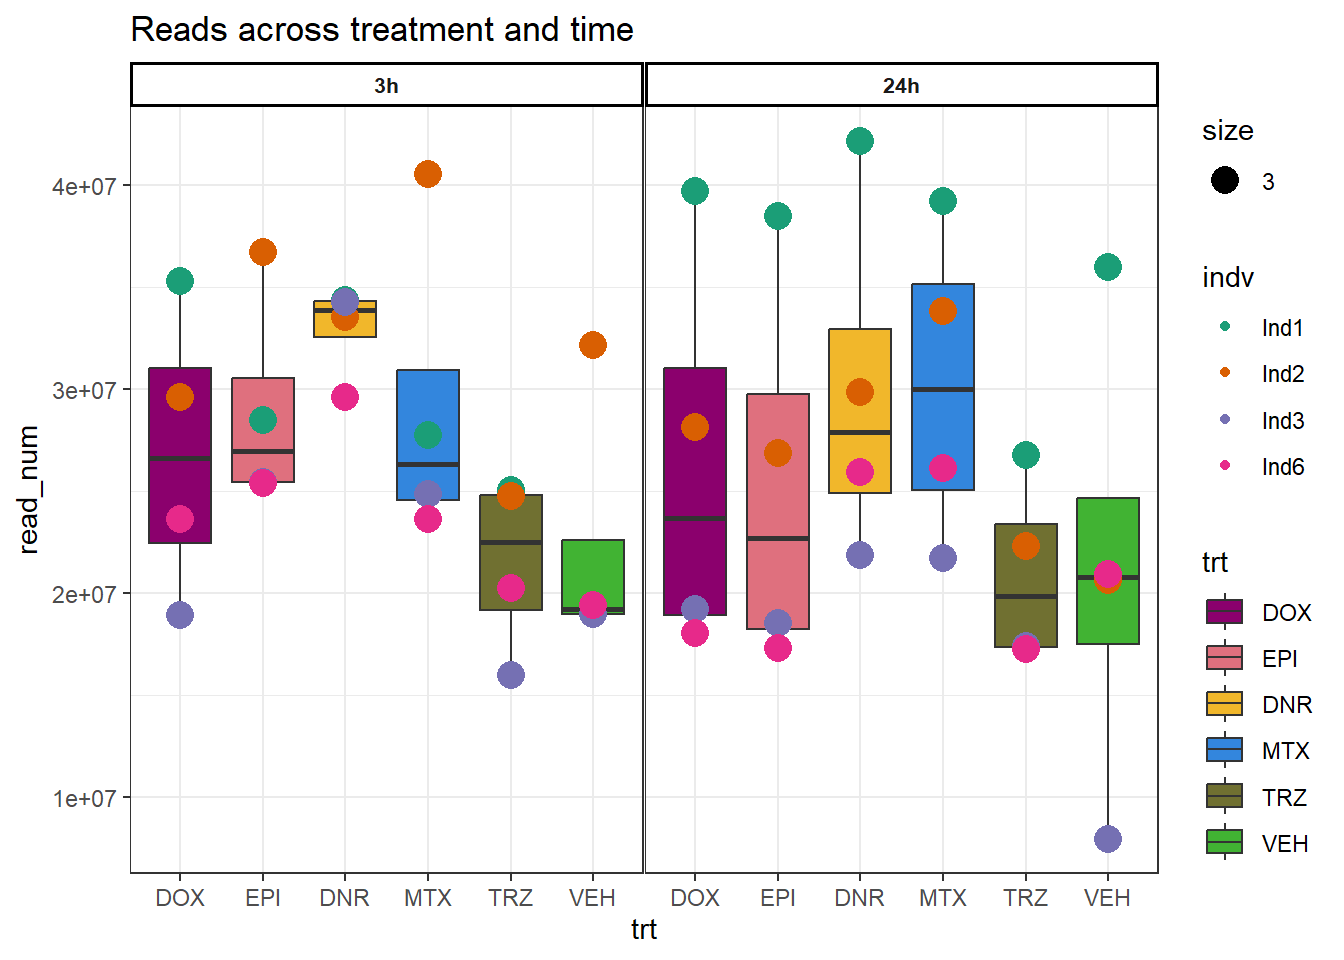 Reads across treatment and time
3h
24h
size
3
indv
Ind1
Ind2
Ind3
Ind6
trt
DOX
EPI
DNR
MTX
TRZ
VEH
read_num
4e+07
3e+07
2e+07
1e+07
DOX EPI DNR MTX TRZ VEH
DOX EPI DNR MTX TRZ VEH
trt